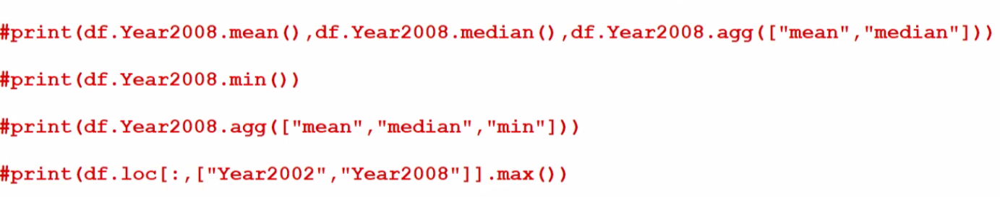 #print(df.Year2008.mean(),df.Year2008.median(),df.Year2008.agg(["mean","median"]))
#print(df.Year2008.min())
#print(df.Year2008.agg(["mean","median","min"]))
#print(df.loc[:,["Year2002","Year2008"]].max())